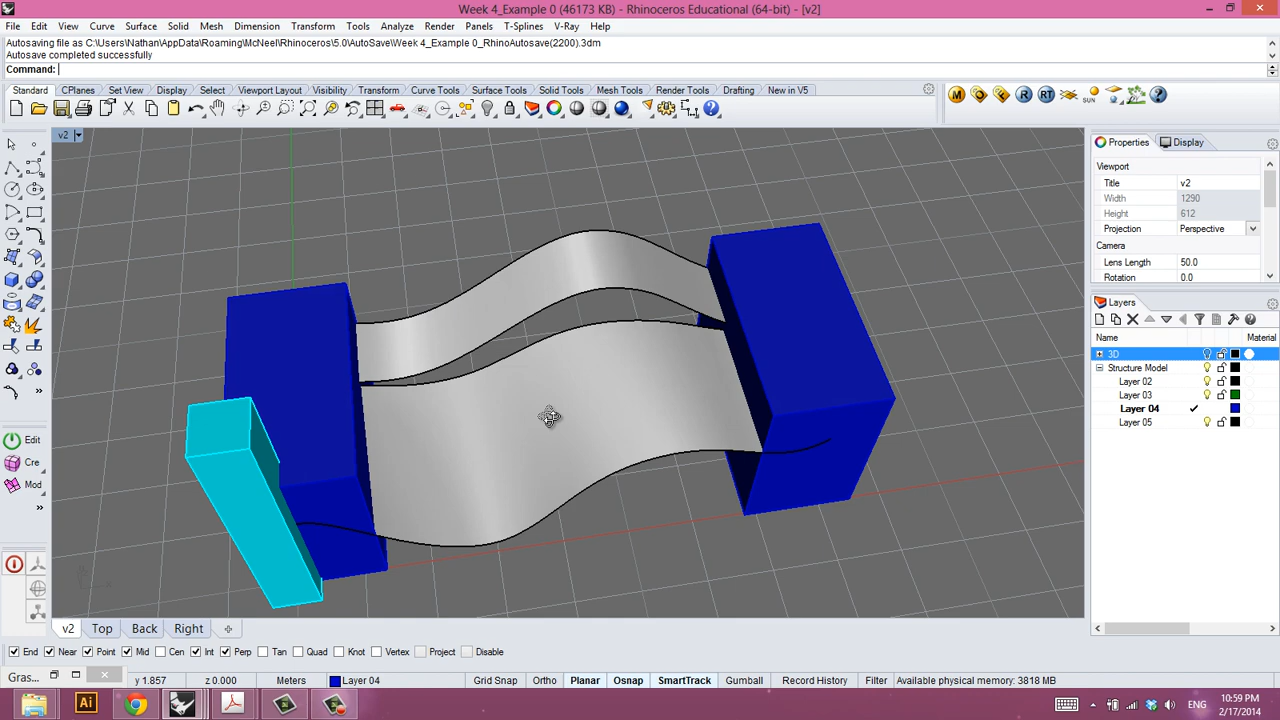 Week 4_Example 0 (46173 KB) - Rhinoceros Educational (64-bit) - [v2]
File Edit View Curve Surface Solid Mesh Dimension Transform Tools Analyze Render Panels T-Splines V-Ray Help
Autosaving file as C:\Users\Nathan\AppData\Roaming\McNeel\Rhinoceros\5.0\AutoSave\Week 4_Example 0_RhinoAutosave(2200).3dm
Autosave completed successfully
Command:
Standard CPlanes Set View Display Select Viewport Layout Visibility Transform Curve Tools Surface Tools Solid Tools Mesh Tools Render Tools Drafting New in V5
M R RT SUN
v2
Properties Display
Viewport
Title v2
Width 1290
Height 612
Projection Perspective
Camera
Lens Length 50.0
Rotation 0.0
Layers
Name Material
3D
Structure Model
Layer 02
Layer 03
Layer 04
Layer 05
Edit
Cre
Mod
v2 Top Back Right
End Near Point Mid Cen Int Perp Tan Quad Knot Vertex Project Disable
Gras...
y 1.857 z 0.000 Meters Layer 04 Grid Snap Ortho Planar Osnap SmartTrack Gumball Record History Filter Available physical memory: 3818 MB
Ai
ENG
10:59 PM
2/17/2014